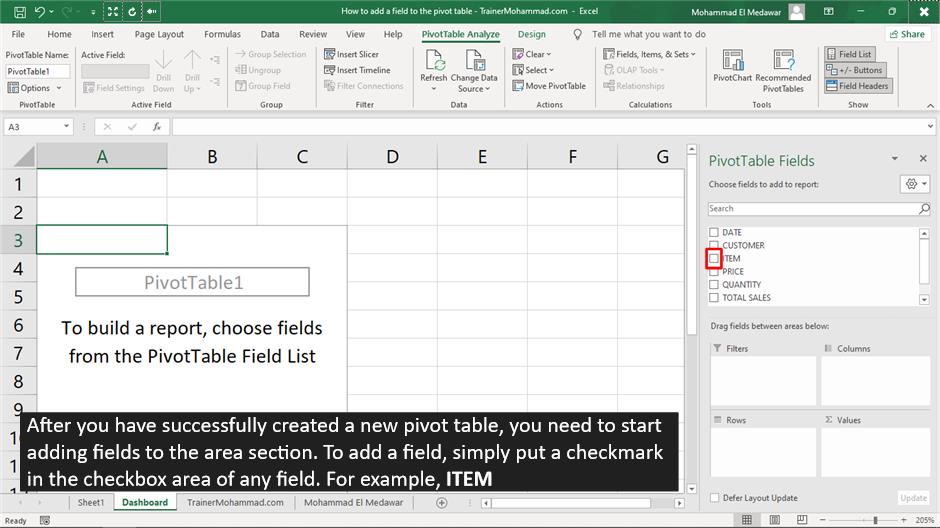 How to add a field to the pivot table - TrainerMohammad.com - Excel
Mohammad El Medawar
File Home Insert Page Layout Formulas Data Review View Help PivotTable Analyze Design Tell me what you want to do Share
PivotTable Name:
PivotTable1
Options
PivotTable
Active Field:
Field Settings
Drill Down
Drill Up
Active Field
Group Selection
Ungroup
Group Field
Group
Insert Slicer
Insert Timeline
Filter Connections
Filter
Refresh
Change Data Source
Data
Clear
Select
Move PivotTable
Actions
Fields, Items, & Sets
OLAP Tools
Relationships
Calculations
PivotChart
Recommended PivotTables
Tools
Field List
+/- Buttons
Field Headers
Show
A3
fx
A B C D E F G
1
2
3
4
5
6
7
8
9
PivotTable1
To build a report, choose fields
from the PivotTable Field List
PivotTable Fields
Choose fields to add to report:
Search
DATE
CUSTOMER
ITEM
PRICE
QUANTITY
TOTAL SALES
Drag fields between areas below:
Filters
Columns
Rows
Σ Values
Defer Layout Update
Update
After you have successfully created a new pivot table, you need to start
adding fields to the area section. To add a field, simply put a checkmark
in the checkbox area of any field. For example, ITEM
Sheet1 Dashboard TrainerMohammad.com Mohammad El Medawar
Ready
205%